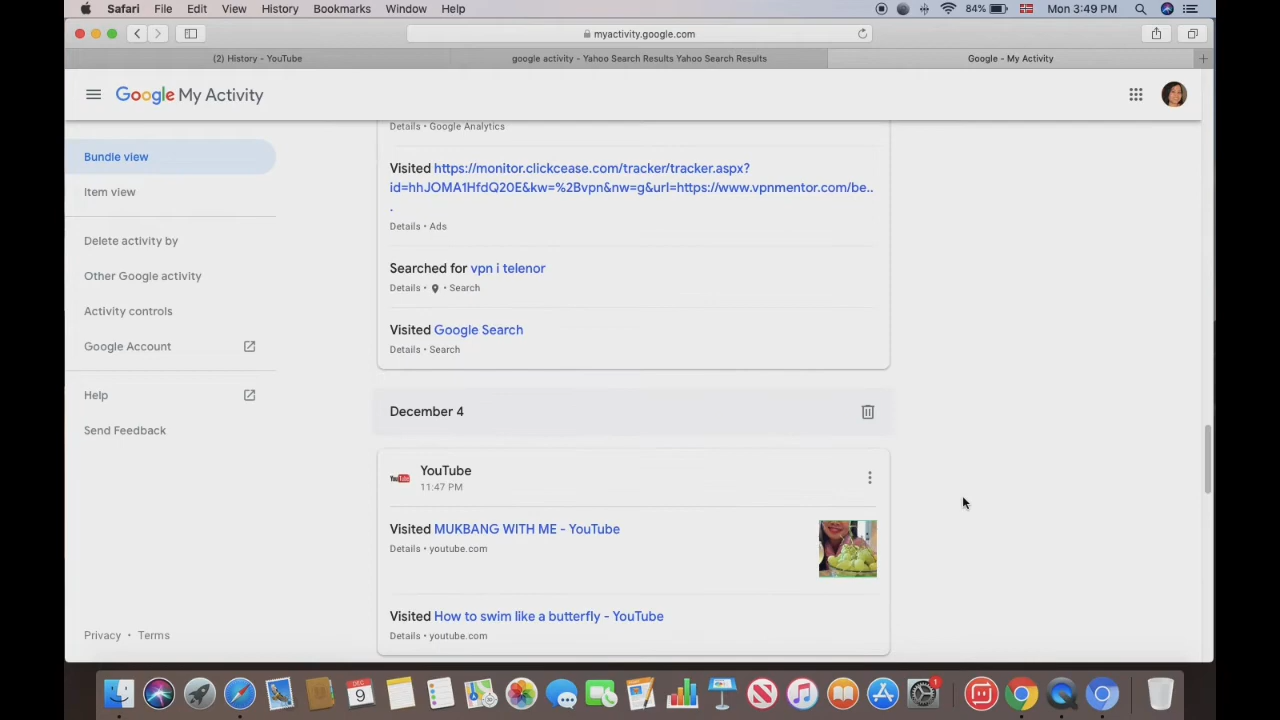 Safari File Edit View History Bookmarks Window Help 84% Mon 3:49 PM
myactivity.google.com
(2) History - YouTube google activity - Yahoo Search Results Yahoo Search Results Google - My Activity
Google My Activity
Bundle view
Item view
Delete activity by
Other Google activity
Activity controls
Google Account
Help
Send Feedback
Privacy • Terms
Details • Google Analytics
Visited https://monitor.clickcease.com/tracker/tracker.aspx?
id=hhJOMA1HfdQ20E&kw=%2Bvpn&nw=g&url=https://www.vpnmentor.com/be..
.
Details • Ads
Searched for vpn i telenor
Details • • Search
Visited Google Search
Details • Search
December 4
YouTube
11:47 PM
Visited MUKBANG WITH ME - YouTube
Details • youtube.com
Visited How to swim like a butterfly - YouTube
Details • youtube.com
DEC
9
1